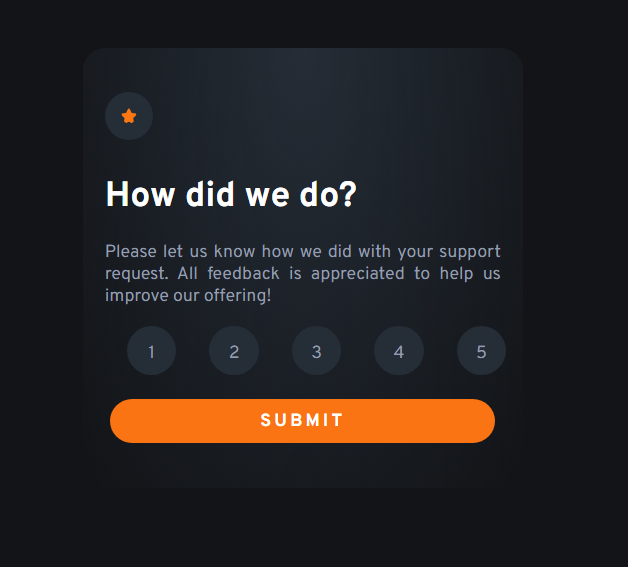 How did we do?
Please let us know how we did with your support
request. All feedback is appreciated to help us
improve our offering!
1 2 3 4 5
SUBMIT